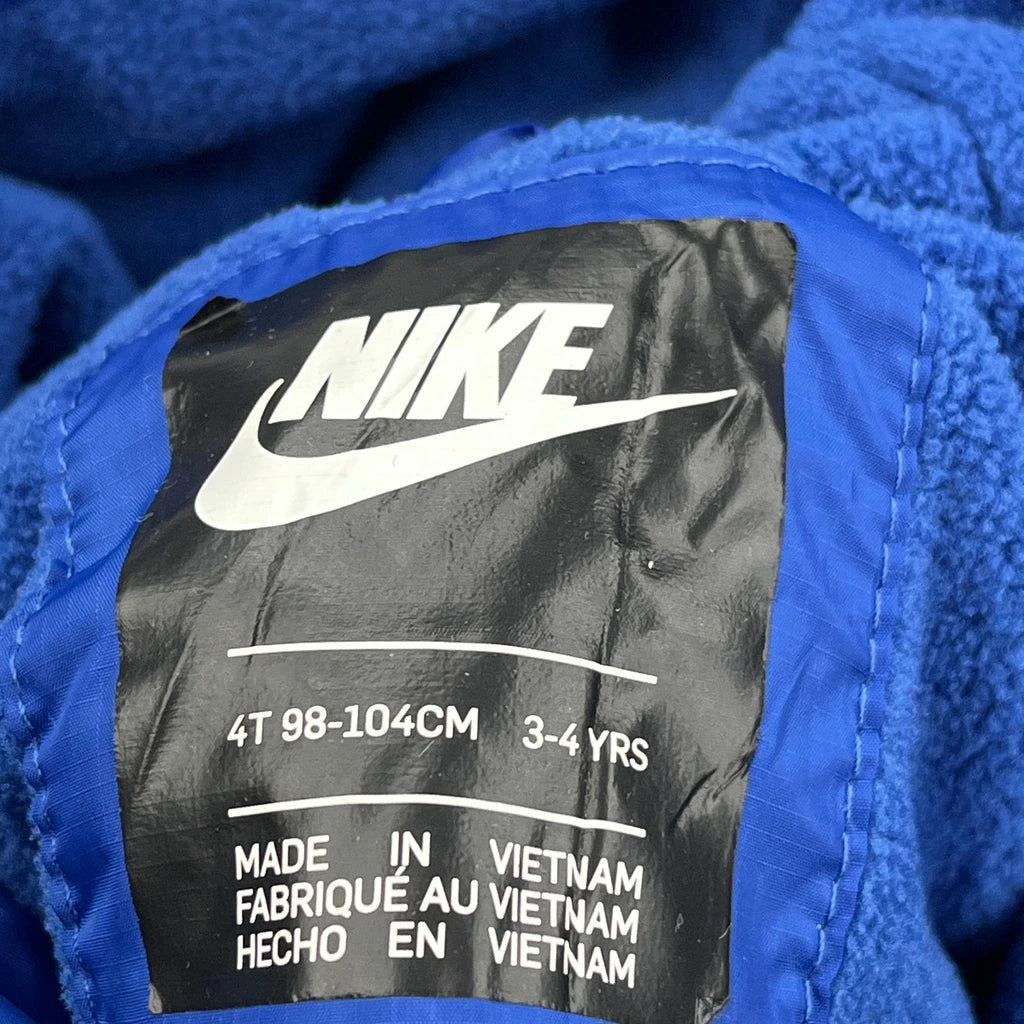 NIKE
4T 98-104CM 3-4 YRS
MADE IN VIETNAM
FABRIQUÉ AU VIETNAM
HECHO EN VIETNAM